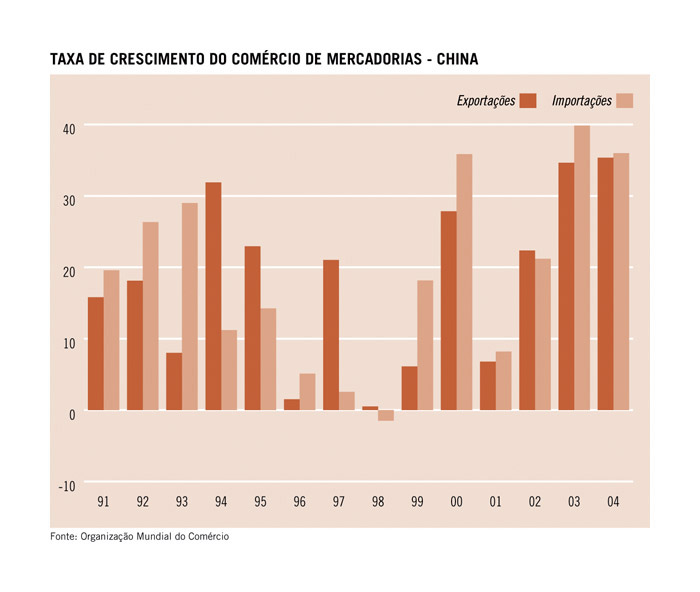 TAXA DE CRESCIMENTO DO COMÉRCIO DE MERCADORIAS - CHINA
Exportações Importações
40
30
20
10
0
-10
91 92 93 94 95 96 97 98 99 00 01 02 03 04
Fonte: Organização Mundial do Comércio